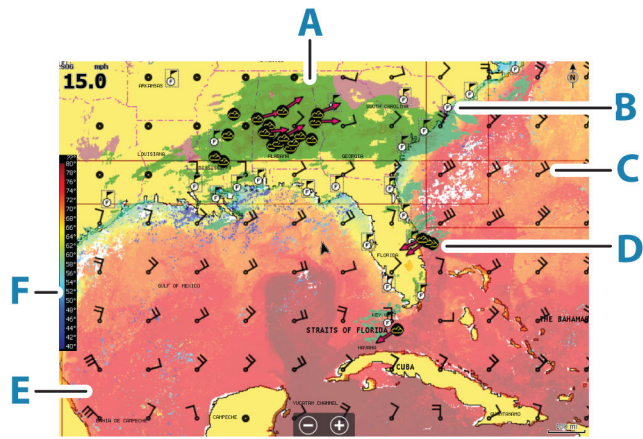 A
SOG mph
15.0
N
ARKANSAS
SOUTH CAROLINA
B
LOUISIANA
ALABAMA
GEORGIA
80°
78°
76°
74°
72°
70°
68°
66°
64°
62°
60°
58°
56°
54°
52°
50°
48°
46°
44°
42°
40°
C
D
FLORIDA
F
GULF OF MEXICO
KEY W
STRAITS OF FLORIDA
THE BAHAMAS
HAVANA
CUBA
E
YUCATAN CHANNEL
BAHIA DE CAMPECHE
CAMPECHE
GUANTANAMO